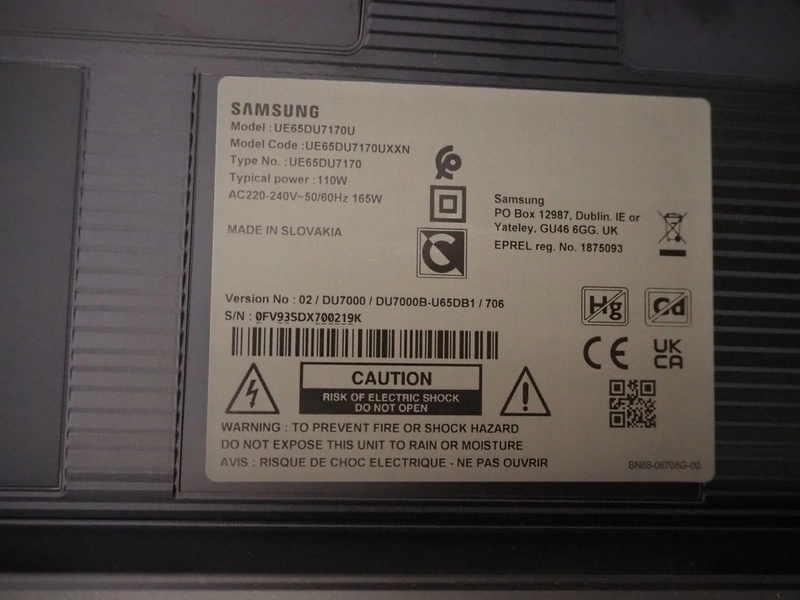 SAMSUNG
Model : UE65DU7170U
Model Code : UE65DU7170UXXN
Type No. : UE65DU7170
Typical power : 110W
AC220-240V~50/60Hz 165W
MADE IN SLOVAKIA
Samsung
PO Box 12987, Dublin. IE or
Yateley, GU46 6GG. UK
EPREL reg. No. 1875093
Version No : 02 / DU7000 / DU7000B-U65DB1 / 706
S/N : 0FV93SDX700219K
Hg
Cd
CE
UK
CA
CAUTION
RISK OF ELECTRIC SHOCK
DO NOT OPEN
WARNING : TO PREVENT FIRE OR SHOCK HAZARD
DO NOT EXPOSE THIS UNIT TO RAIN OR MOISTURE
AVIS : RISQUE DE CHOC ELECTRIQUE - NE PAS OUVRIR
BN68-06708G-00